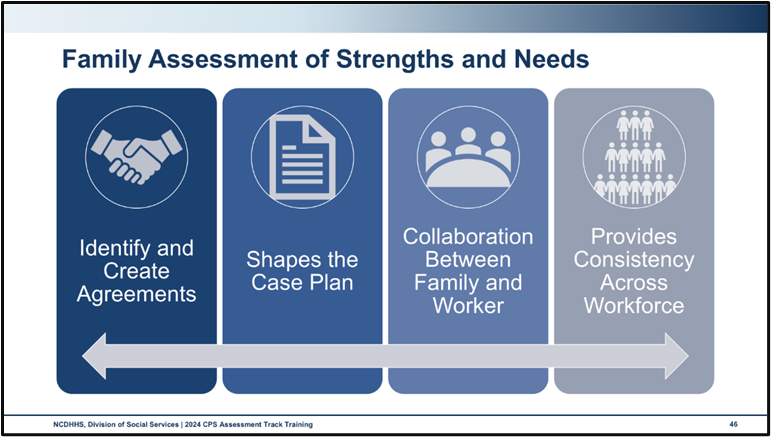 Family Assessment of Strengths and Needs
Identify and
Create
Agreements
Shapes the
Case Plan
Collaboration
Between
Family and
Worker
Provides
Consistency
Across
Workforce
NCDHHS, Division of Social Services | 2024 CPS Assessment Track Training
46